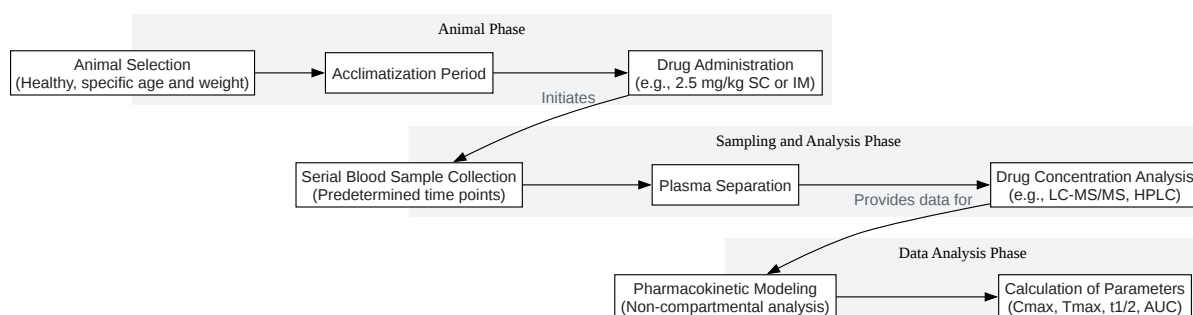 Animal Phase
Animal Selection
(Healthy, specific age and weight)
Acclimatization Period
Drug Administration
(e.g., 2.5 mg/kg SC or IM)
Initiates
Sampling and Analysis Phase
Serial Blood Sample Collection
(Predetermined time points)
Plasma Separation
Drug Concentration Analysis
(e.g., LC-MS/MS, HPLC)
Provides data for
Data Analysis Phase
Pharmacokinetic Modeling
(Non-compartmental analysis)
Calculation of Parameters
(Cmax, Tmax, t1/2, AUC)